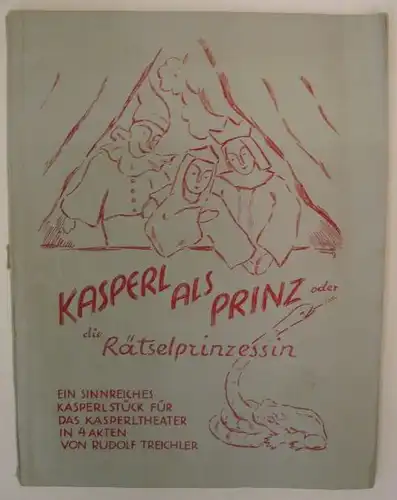 KASPERL ALS PRINZ oder
die Rätselprinzessin
EIN SINNREICHES
KASPERLSTÜCK FÜR
DAS KASPERLTHEATER
IN 4 AKTEN
VON RUDOLF TREICHLER